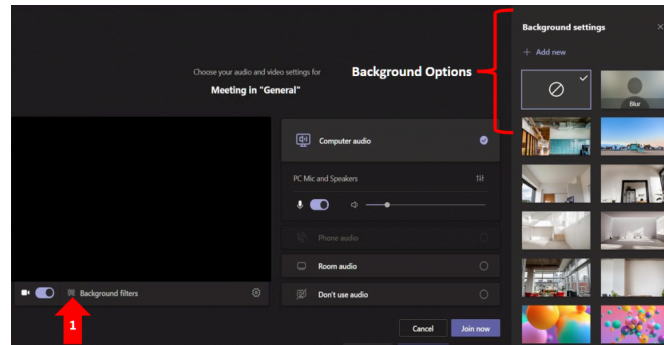 Background settings
+ Add new
Choose your audio and video settings for
Background Options
Meeting in "General"
Blur
Computer audio
PC Mic and Speakers
Phone audio
Room audio
Background filters
Don't use audio
1
Cancel
Join now